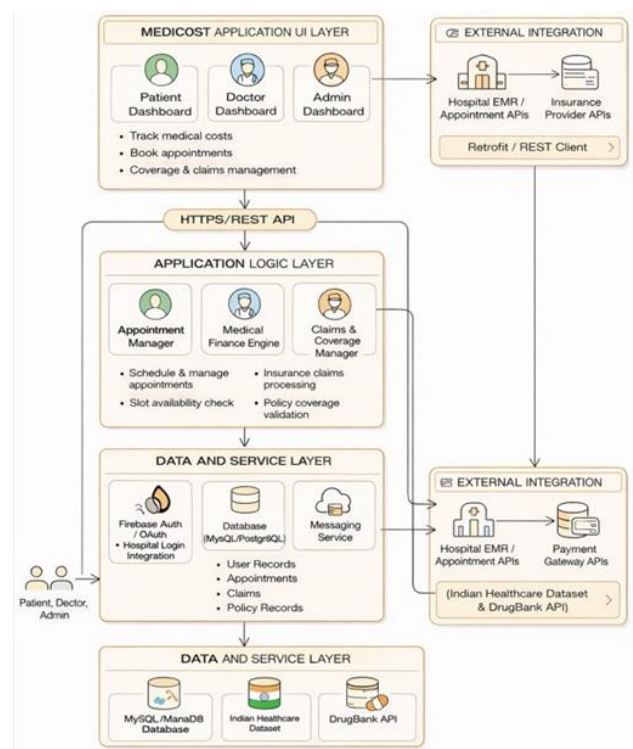 MEDICOST APPLICATION UI LAYER
Patient
Dashboard
Doctor
Dashboard
Admin
Dashboard
• Track medical costs
• Book appointments
• Coverage & claims management
EXTERNAL INTEGRATION
Hospital EMR /
Appointment APIs
Insurance
Provider APIs
Retrofit / REST Client
HTTPS/REST API
APPLICATION LOGIC LAYER
Appointment
Manager
Medical
Finance Engine
Claims &
Coverage
Manager
• Schedule & manage
appointments
• Slot availability check
• Insurance claims
processing
• Policy coverage
validation
DATA AND SERVICE LAYER
Firebase Auth
/ OAuth
• Hospital Login
Integration
Database
(MysQL/Postgr6QL)
Messaging
Service
• User Records
• Appointments
• Claims
• Policy Records
EXTERNAL INTEGRATION
Hospital EMR /
Appointment APIs
Payment
Gateway APIs
(Indian Healthcare Dataset
& DrugBank API)
Patient, Dector,
Admin
DATA AND SERVICE LAYER
MySQL/ManaD8
Database
Indian Healthcare
Dataset
DrugBank API